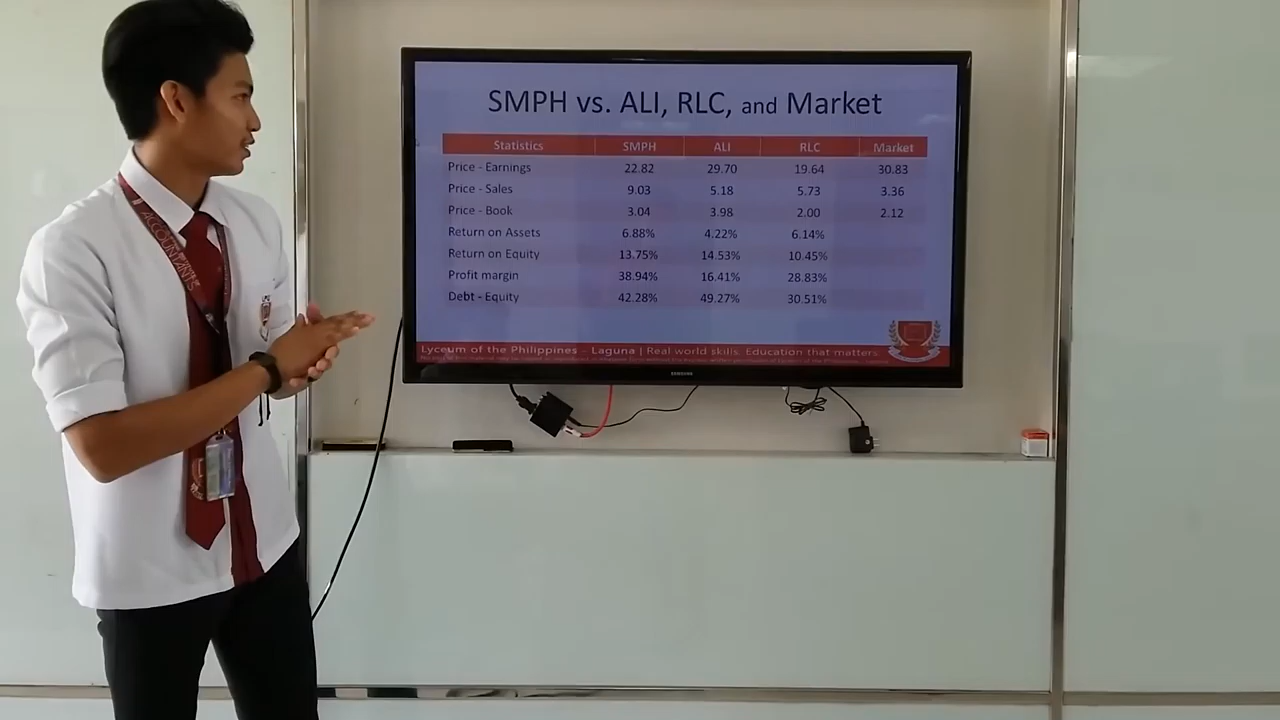 SMPH vs. ALI, RLC, and Market
Statistics SMPH ALI RLC Market
Price - Earnings 22.82 29.70 19.64 30.83
Price - Sales 9.03 5.18 5.73 3.36
Price - Book 3.04 3.98 2.00 2.12
Return on Assets 6.88% 4.22% 6.14%
Return on Equity 13.75% 14.53% 10.45%
Profit margin 38.94% 16.41% 28.83%
Debt - Equity 42.28% 49.27% 30.51%
Lyceum of the Philippines - Laguna | Real world skills. Education that matters.
SAMSUNG
ACCOUNTANTS